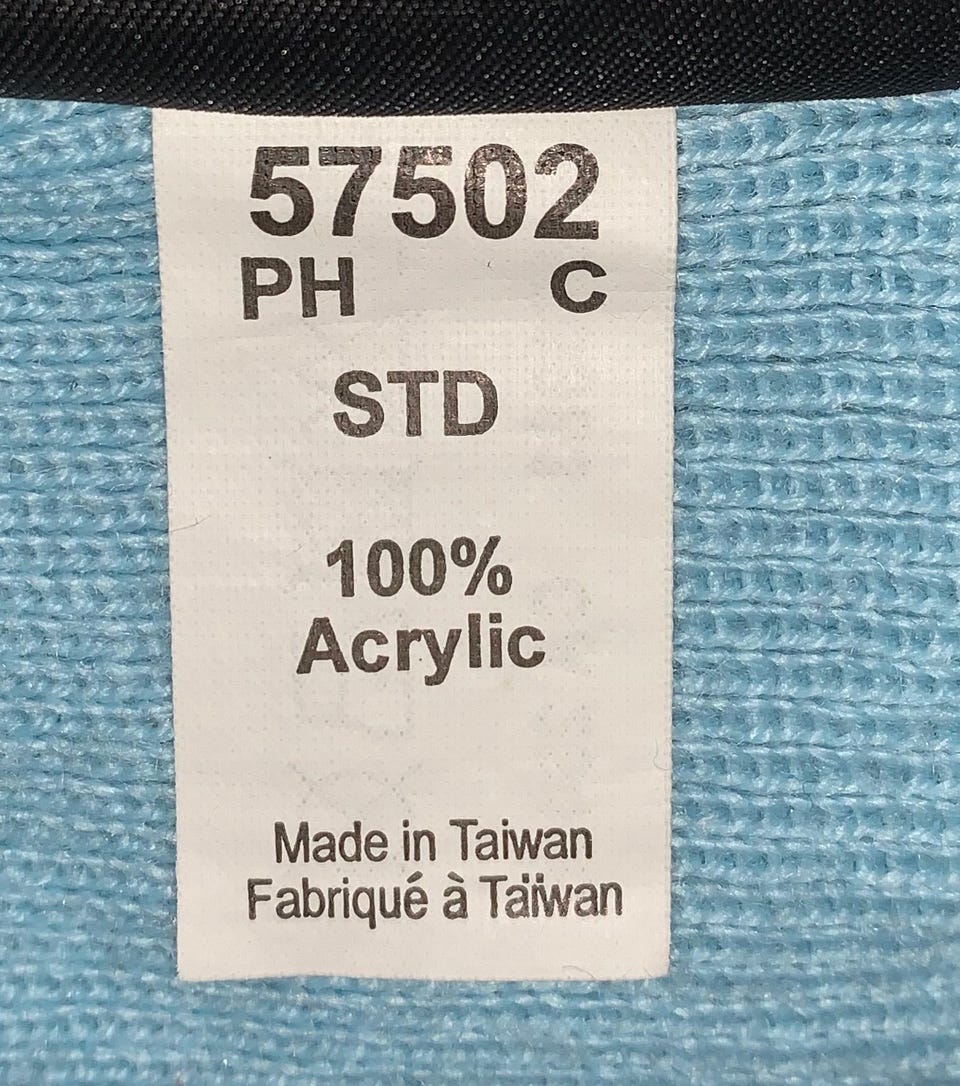 57502
PH C
STD
100%
Acrylic
Made in Taiwan
Fabriqué à Taïwan